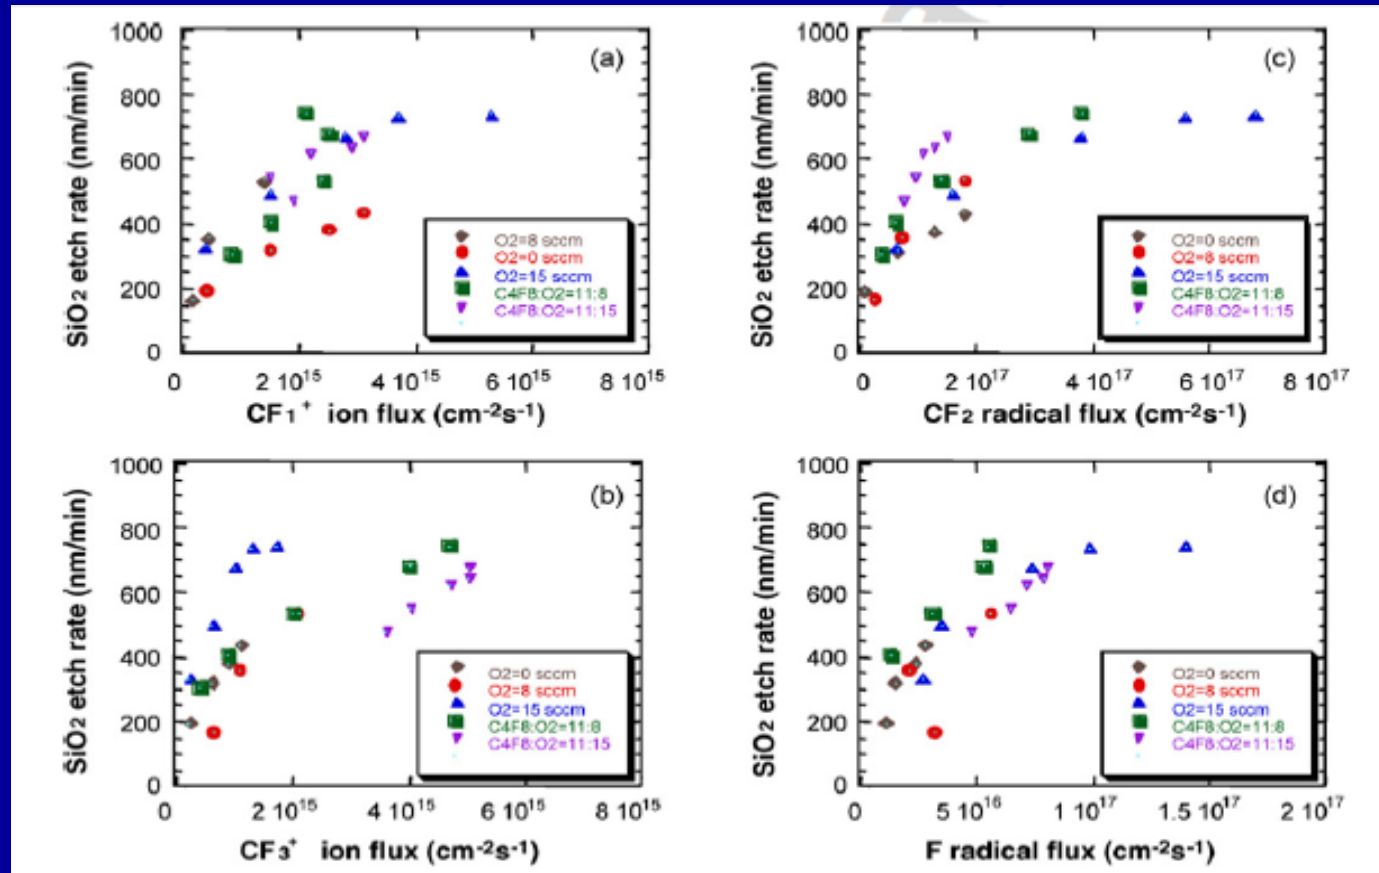 1000
800
600
400
200
0
SiO2 etch rate (nm/min)
(a)
O2=8 sccm
O2=0 sccm
O2=15 sccm
C4F8:O2=11:8
C4F8:O2=11:15
0 2 10^15 4 10^15 6 10^15 8 10^15
CF1+ ion flux (cm-2s-1)
1000
800
600
400
200
0
SiO2 etch rate (nm/min)
(c)
O2=0 sccm
O2=8 sccm
O2=15 sccm
C4F8:O2=11:8
C4F8:O2=11:15
0 2 10^17 4 10^17 6 10^17 8 10^17
CF2 radical flux (cm-2s-1)
1000
800
600
400
200
0
SiO2 etch rate (nm/min)
(b)
O2=0 sccm
O2=8 sccm
O2=15 sccm
C4F8:O2=11:8
C4F8:O2=11:15
0 2 10^15 4 10^15 6 10^15 8 10^15
CF3+ ion flux (cm-2s-1)
1000
800
600
400
200
0
SiO2 etch rate (nm/min)
(d)
O2=0 sccm
O2=8 sccm
O2=15 sccm
C4F8:O2=11:8
C4F8:O2=11:15
0 5 10^16 1 10^17 1.5 10^17 2 10^17
F radical flux (cm-2s-1)